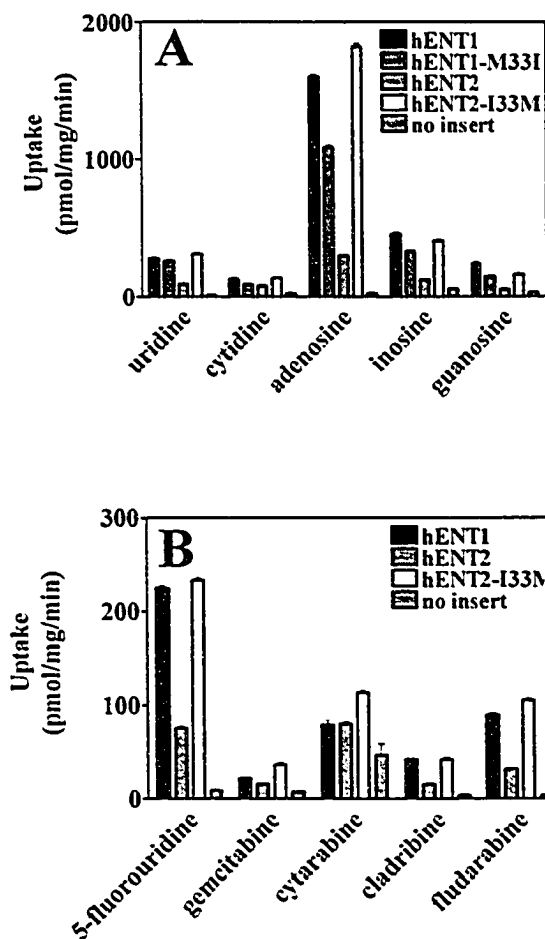 A
2000
1000
0
Uptake
(pmol/mg/min)
hENT1
hENT1-M33I
hENT2
hENT2-I33M
no insert
uridine
cytidine
adenosine
inosine
guanosine
B
300
200
100
0
Uptake
(pmol/mg/min)
hENT1
hENT2
hENT2-I33M
no insert
5-fluorouridine
gemcitabine
cytarabine
cladribine
fludarabine